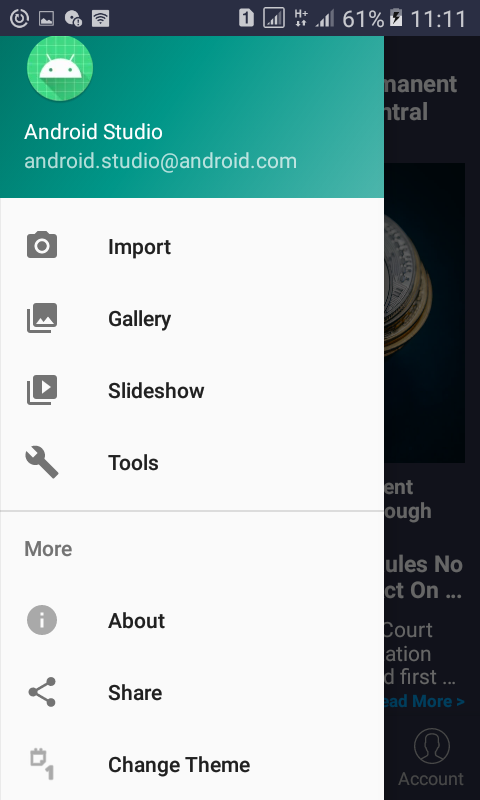 1 H+ 61% 11:11
Android Studio
android.studio@android.com
Import
Gallery
Slideshow
Tools
More
About
Share
Change Theme
manent
ntral
ent
ough
ules No
ct On ...
Court
ation
d first ...
ead More >
Account